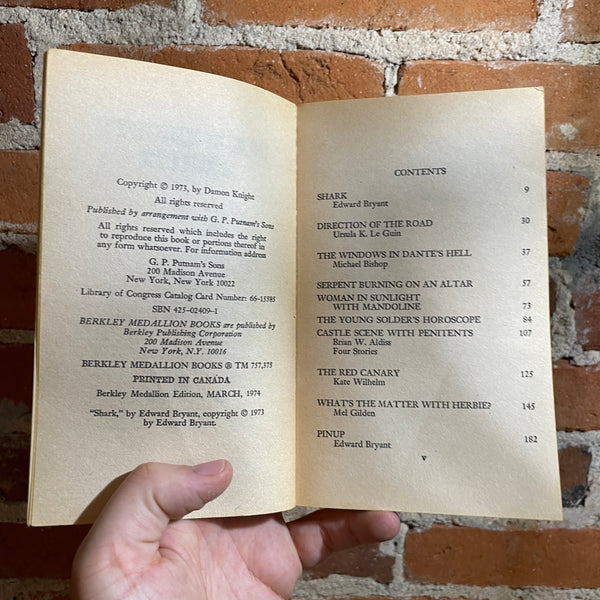 Copyright © 1973, by Damon Knight
All rights reserved
Published by arrangement with G. P. Putnam's Sons
All rights reserved which includes the right
to reproduce this book or portions thereof in
any form whatsoever. For information address
G. P. Putnam's Sons
200 Madison Avenue
New York, New York 10022
Library of Congress Catalog Card Number: 66-15585
SBN 425-02409-1
BERKLEY MEDALLION BOOKS are published by
Berkley Publishing Corporation
200 Madison Avenue
New York, N.Y. 10016
BERKLEY MEDALLION BOOKS ® TM 757,375
PRINTED IN CANADA
Berkley Medallion Edition, MARCH, 1974
"Shark," by Edward Bryant, copyright © 1973
by Edward Bryant.
CONTENTS
SHARK 9
Edward Bryant
DIRECTION OF THE ROAD 30
Ursula K. Le Guin
THE WINDOWS IN DANTE'S HELL 37
Michael Bishop
SERPENT BURNING ON AN ALTAR 57
WOMAN IN SUNLIGHT
WITH MANDOLINE 73
THE YOUNG SOLDER'S HOROSCOPE 84
CASTLE SCENE WITH PENITENTS 107
Brian W. Aldiss
Four Stories
THE RED CANARY 125
Kate Wilhelm
WHAT'S THE MATTER WITH HERBIE? 145
Mel Gilden
PINUP 182
Edward Bryant
v